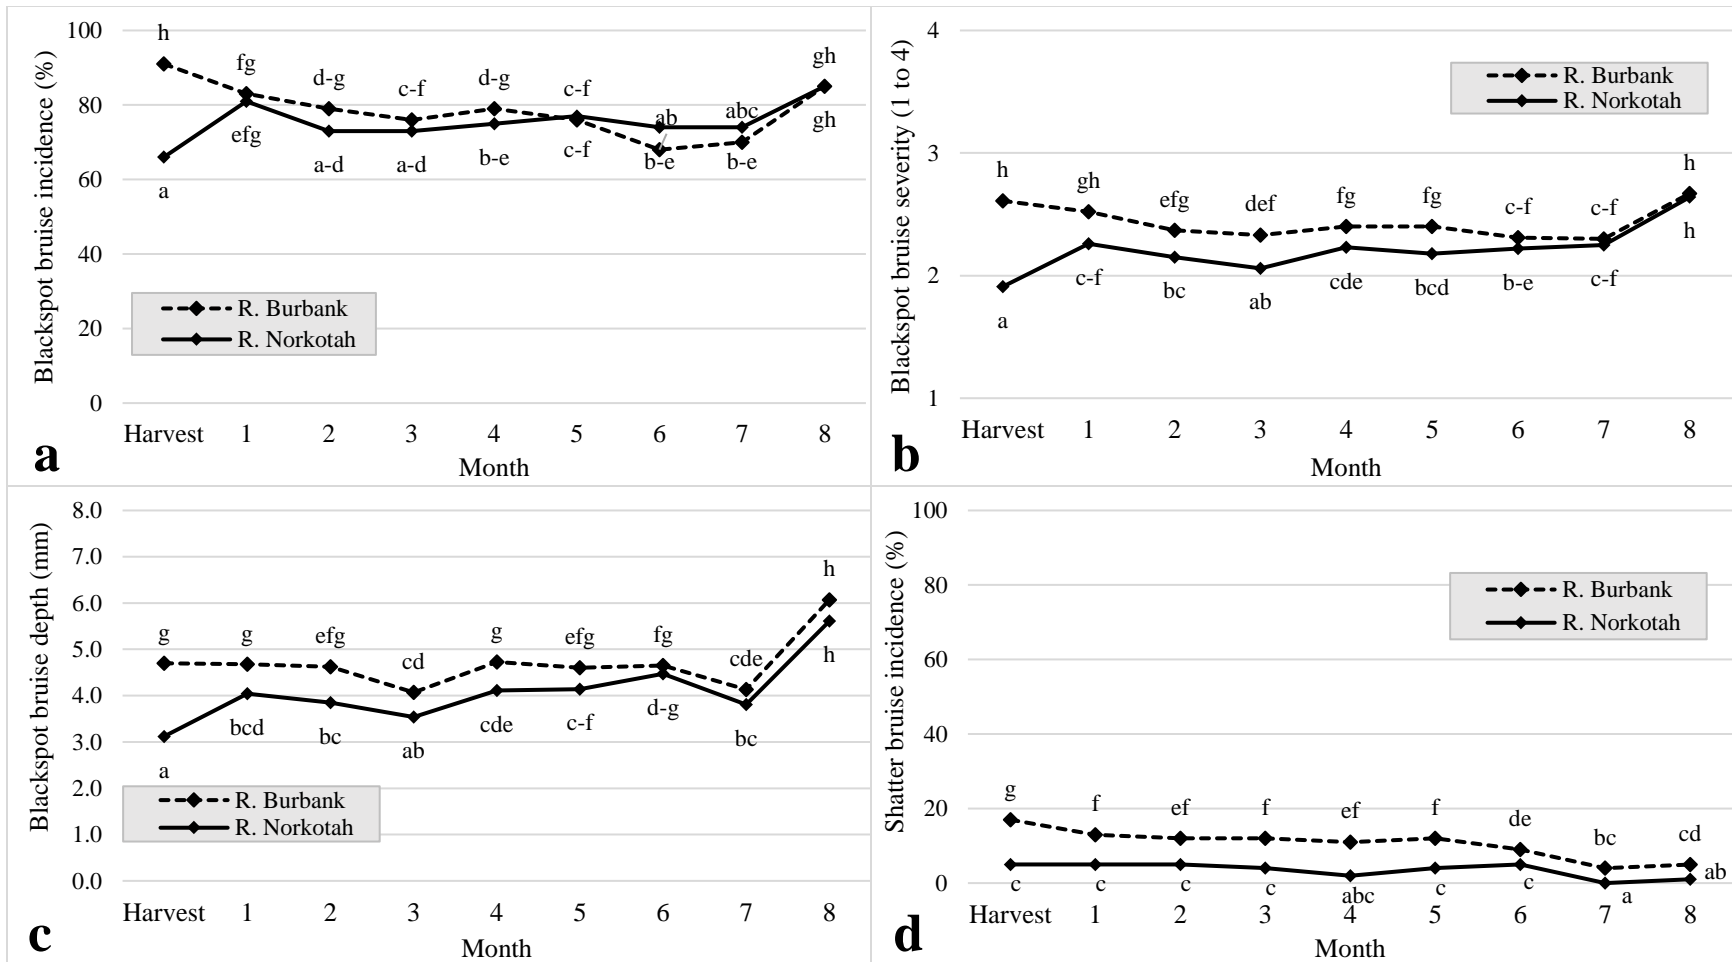 Blackspot bruise incidence (%)
100
80
60
40
20
0
h
fg
d-g
c-f
d-g
c-f
ab
abc
gh
a
efg
a-d
a-d
b-e
c-f
b-e
b-e
gh
R. Burbank
R. Norkotah
Harvest 1 2 3 4 5 6 7 8
Month
a
Blackspot bruise severity (1 to 4)
4
3
2
1
R. Burbank
R. Norkotah
h
gh
efg
def
fg
fg
c-f
c-f
h
a
c-f
bc
ab
cde
bcd
b-e
c-f
h
Harvest 1 2 3 4 5 6 7 8
Month
b
Blackspot bruise depth (mm)
8.0
7.0
6.0
5.0
4.0
3.0
2.0
1.0
0.0
g
g
efg
cd
g
efg
fg
cde
h
a
bcd
bc
ab
cde
c-f
d-g
bc
h
R. Burbank
R. Norkotah
Harvest 1 2 3 4 5 6 7 8
Month
c
Shatter bruise incidence (%)
100
80
60
40
20
0
R. Burbank
R. Norkotah
g
f
ef
f
ef
f
de
bc
cd
c
c
c
c
abc
c
c
a
ab
Harvest 1 2 3 4 5 6 7 8
Month
d